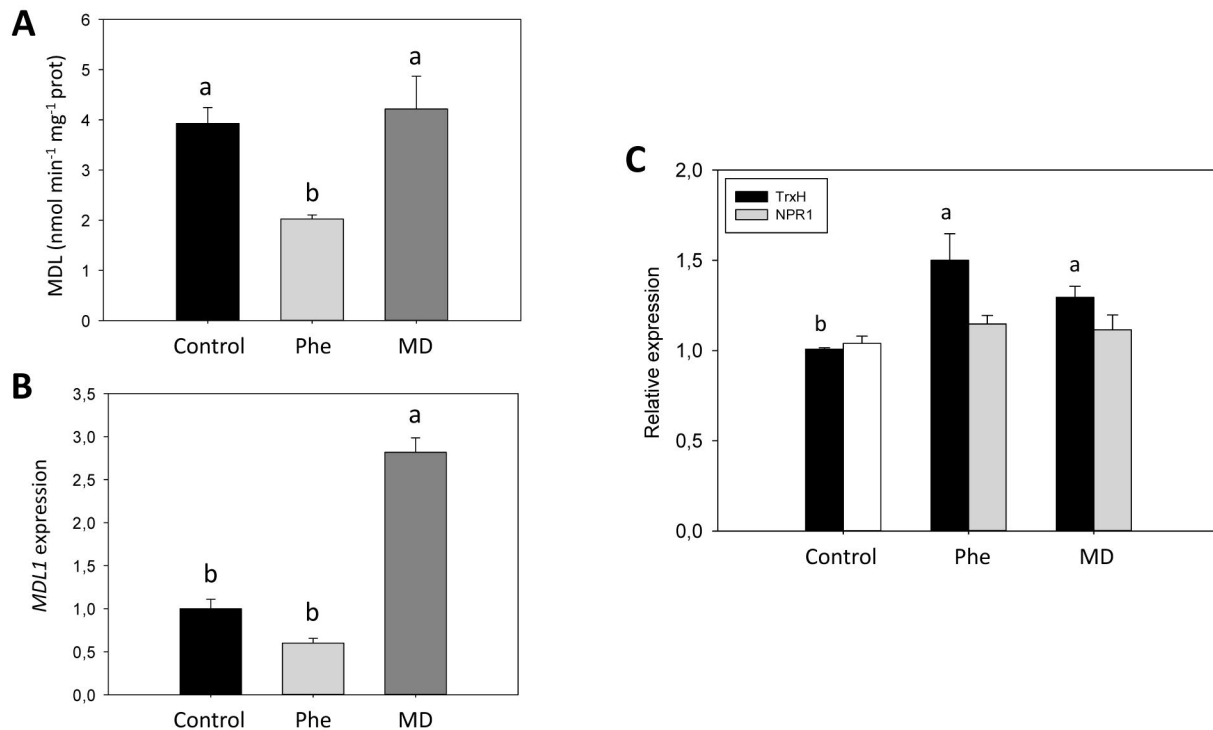 A
MDL (nmol min⁻¹ mg⁻¹ prot)
6
5
4
3
2
1
0
a
b
a
Control Phe MD
B
MDL1 expression
3,5
3,0
2,5
2,0
1,5
1,0
0,5
0,0
b
b
a
Control Phe MD
C
Relative expression
2,0
1,5
1,0
0,5
0,0
TrxH
NPR1
b
a
a
Control Phe MD